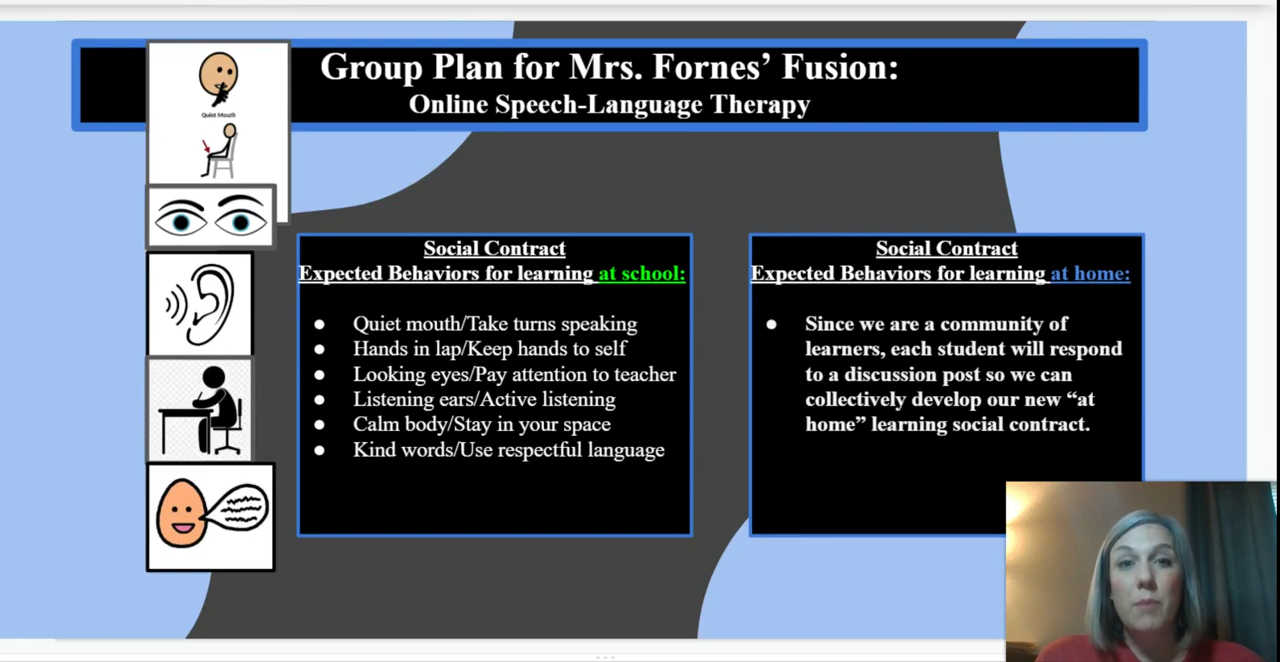 Group Plan for Mrs. Fornes’ Fusion:
Online Speech-Language Therapy
Quiet Mouth
Social Contract
Expected Behaviors for learning at school:
● Quiet mouth/Take turns speaking
● Hands in lap/Keep hands to self
● Looking eyes/Pay attention to teacher
● Listening ears/Active listening
● Calm body/Stay in your space
● Kind words/Use respectful language
Social Contract
Expected Behaviors for learning at home:
● Since we are a community of
learners, each student will respond
to a discussion post so we can
collectively develop our new “at
home” learning social contract.